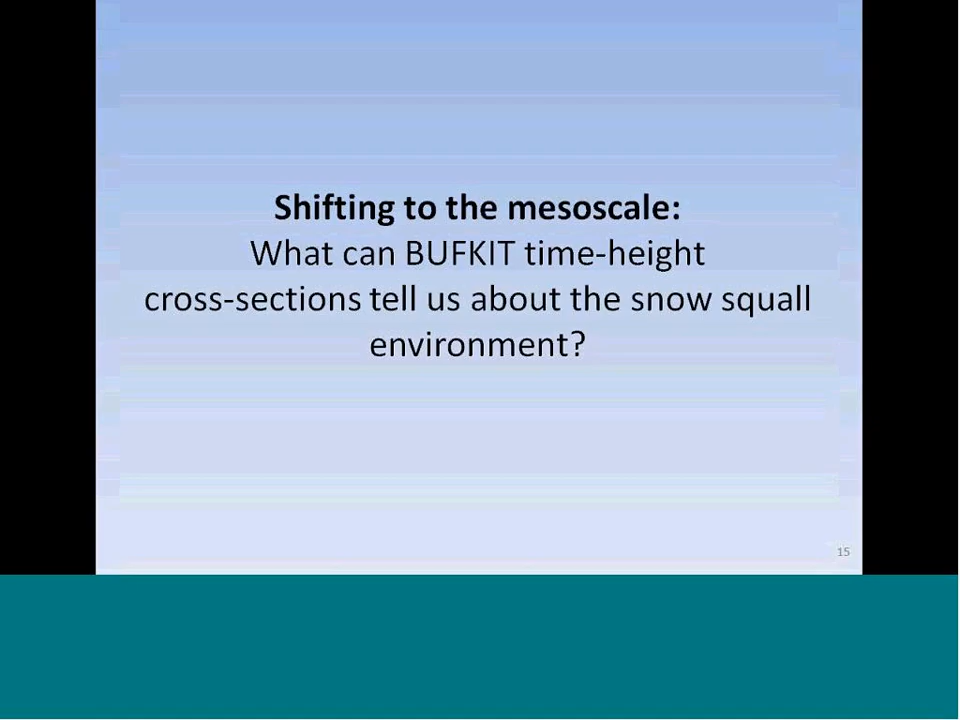 Shifting to the mesoscale:
What can BUFKIT time-height
cross-sections tell us about the snow squall
environment?
15